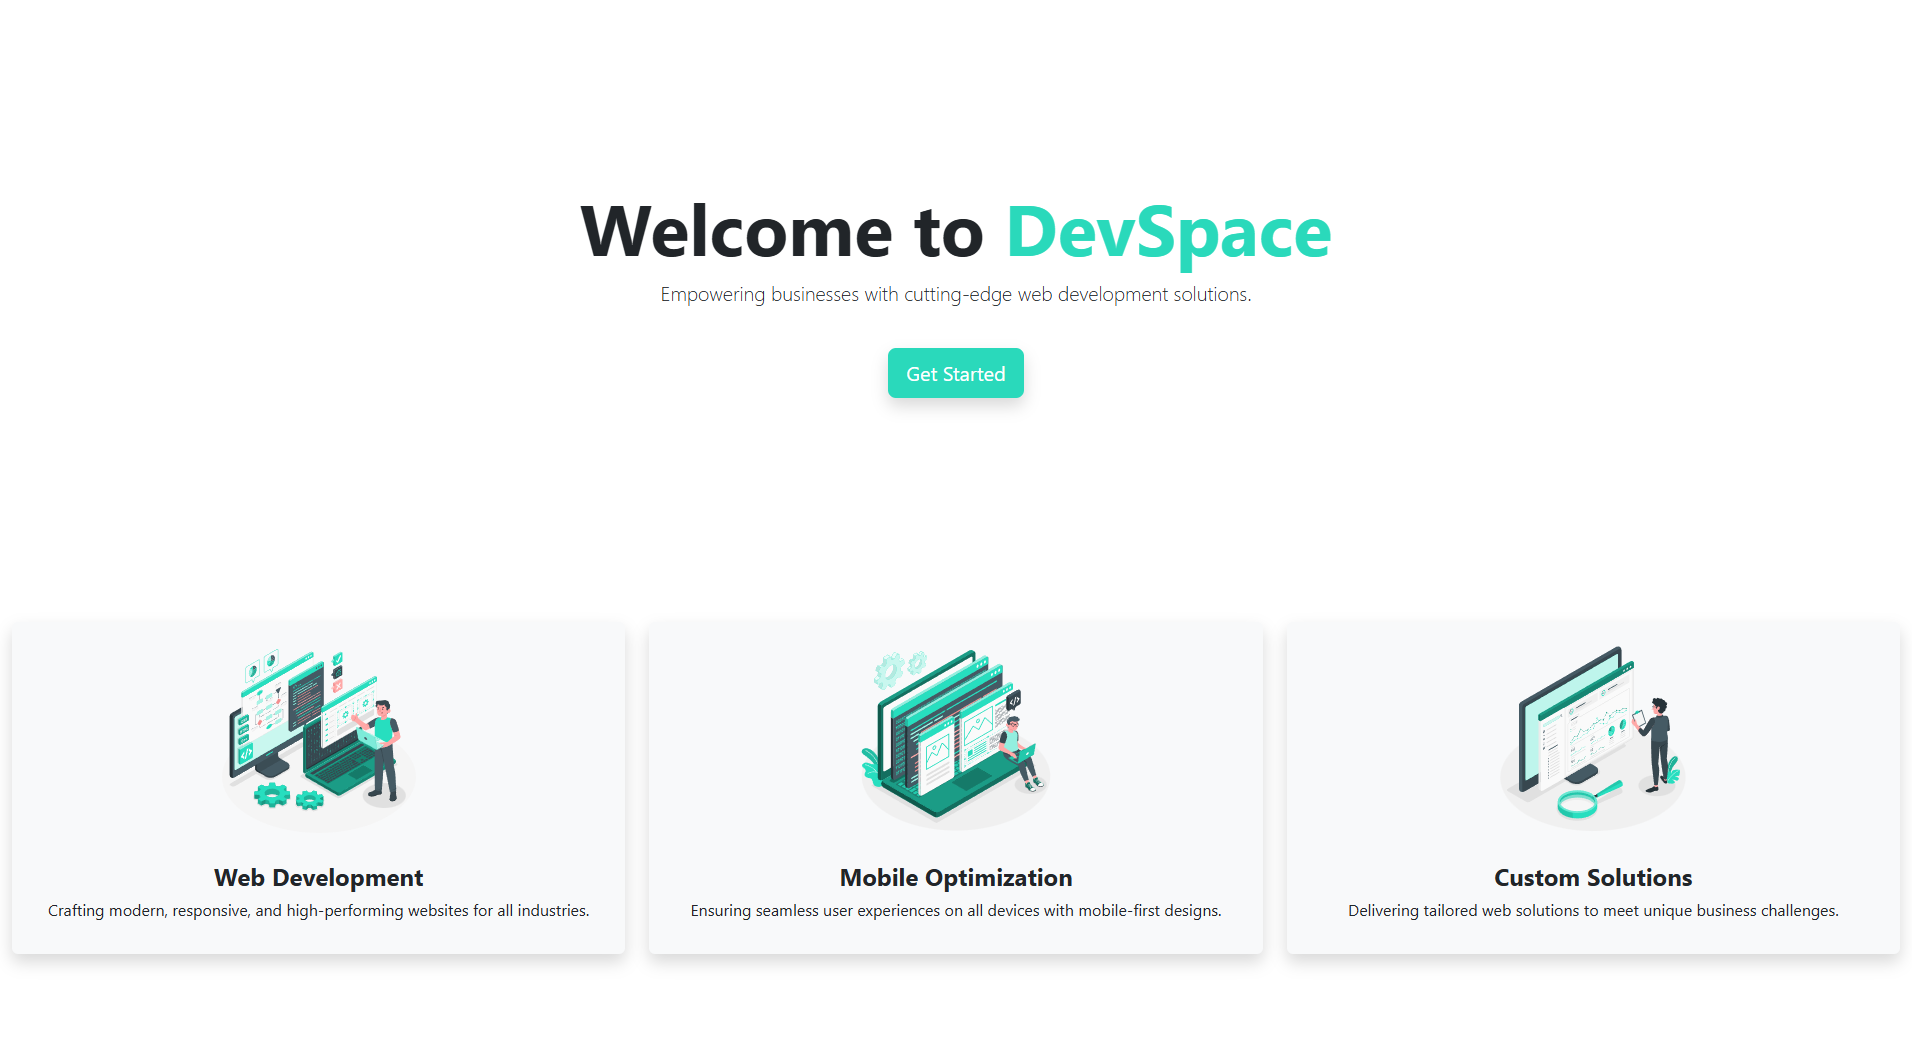 Welcome to DevSpace
Empowering businesses with cutting-edge web development solutions.
Get Started
Web Development
Crafting modern, responsive, and high-performing websites for all industries.
Mobile Optimization
Ensuring seamless user experiences on all devices with mobile-first designs.
Custom Solutions
Delivering tailored web solutions to meet unique business challenges.